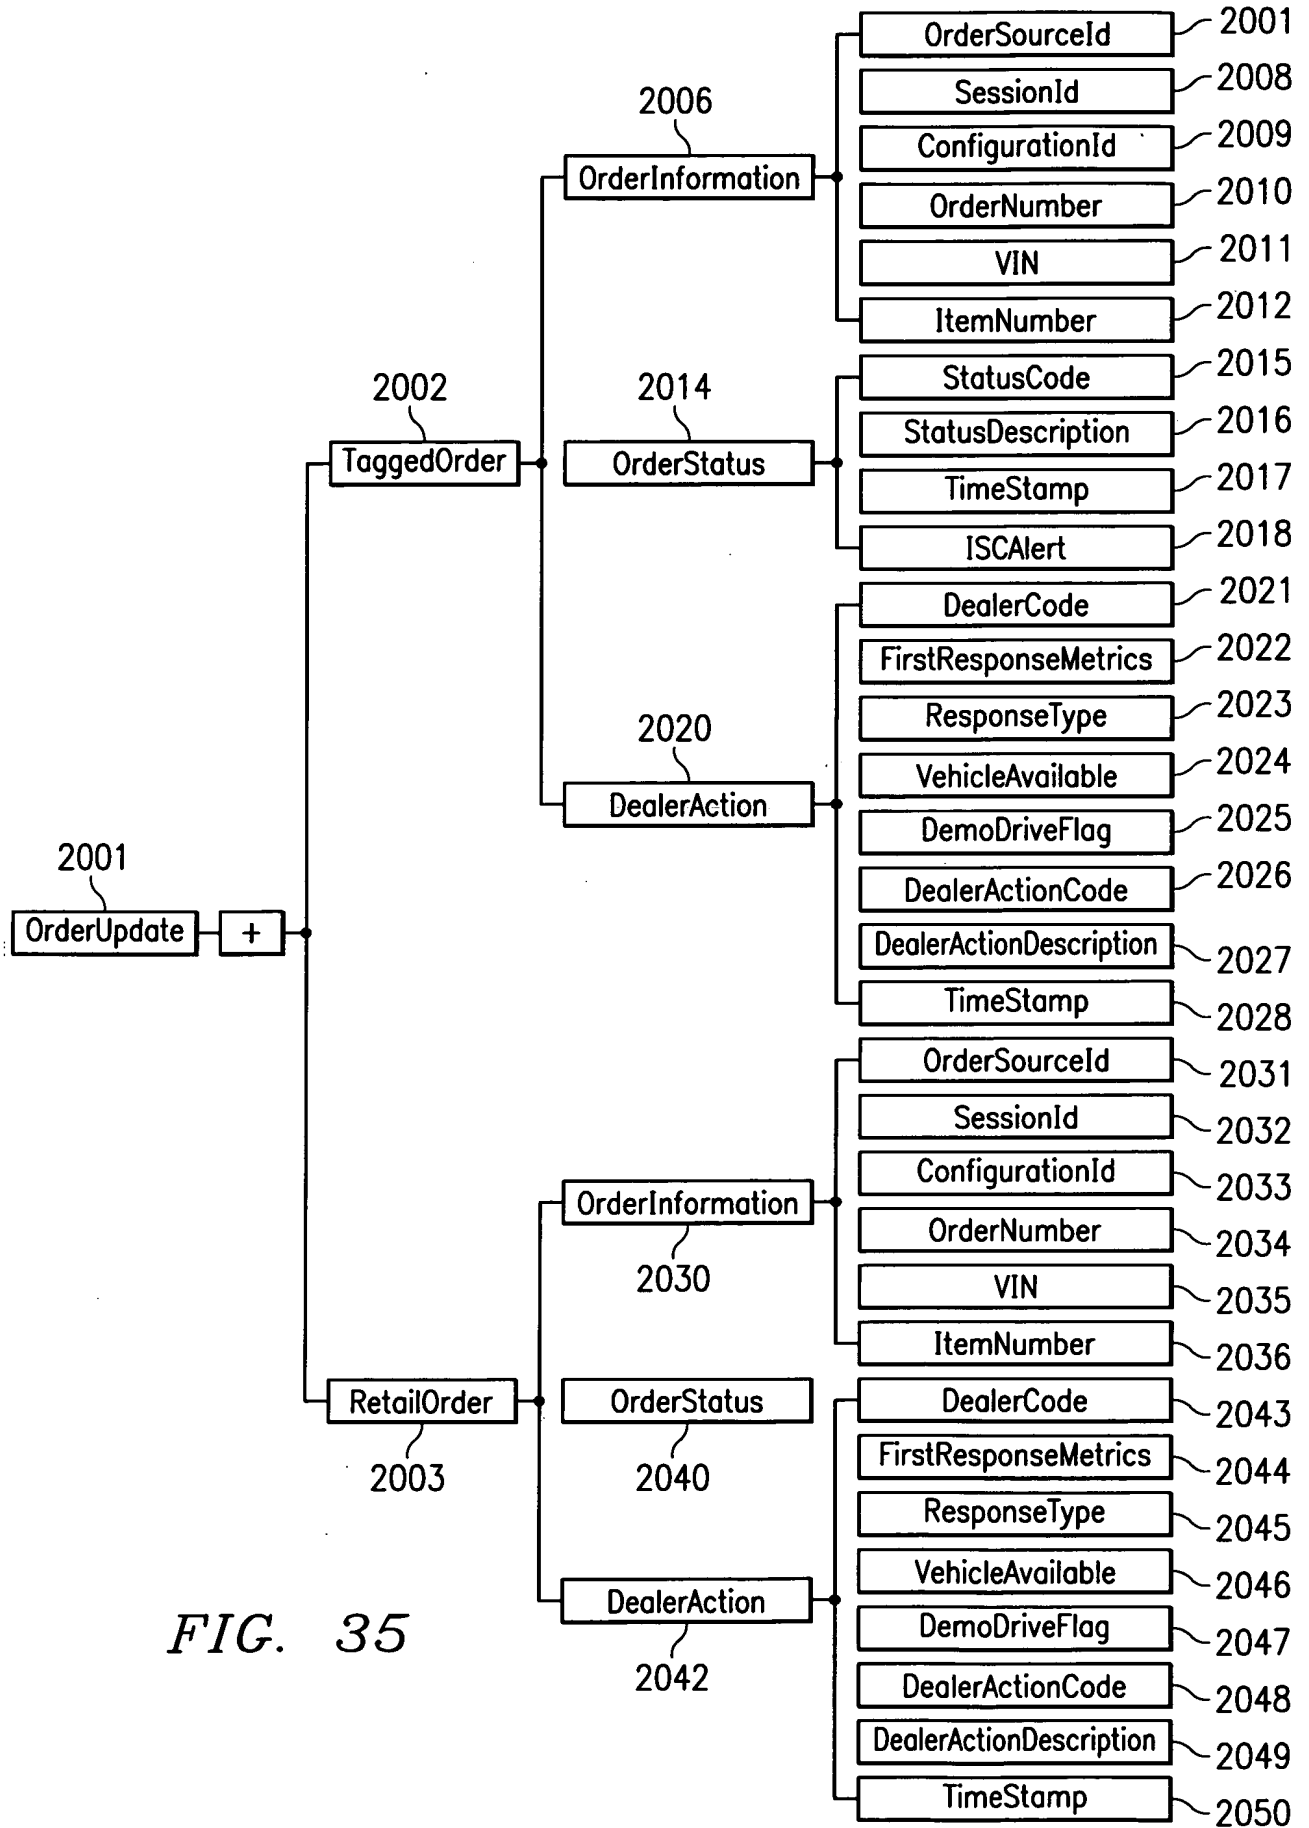 OrderSourceId 2001
SessionId 2008
2006
ConfigurationId 2009
OrderInformation
OrderNumber 2010
VIN 2011
ItemNumber 2012
2002
2014
StatusCode 2015
StatusDescription 2016
TaggedOrder
OrderStatus
TimeStamp 2017
ISCAlert 2018
DealerCode 2021
FirstResponseMetrics 2022
ResponseType 2023
2020
VehicleAvailable 2024
DealerAction
DemoDriveFlag 2025
2001
DealerActionCode 2026
OrderUpdate +
DealerActionDescription 2027
TimeStamp 2028
OrderSourceId 2031
SessionId 2032
ConfigurationId 2033
OrderInformation
OrderNumber 2034
2030
VIN 2035
ItemNumber 2036
RetailOrder
OrderStatus
DealerCode 2043
2003
2040
FirstResponseMetrics 2044
ResponseType 2045
VehicleAvailable 2046
DealerAction
DemoDriveFlag 2047
FIG. 35
2042
DealerActionCode 2048
DealerActionDescription 2049
TimeStamp 2050